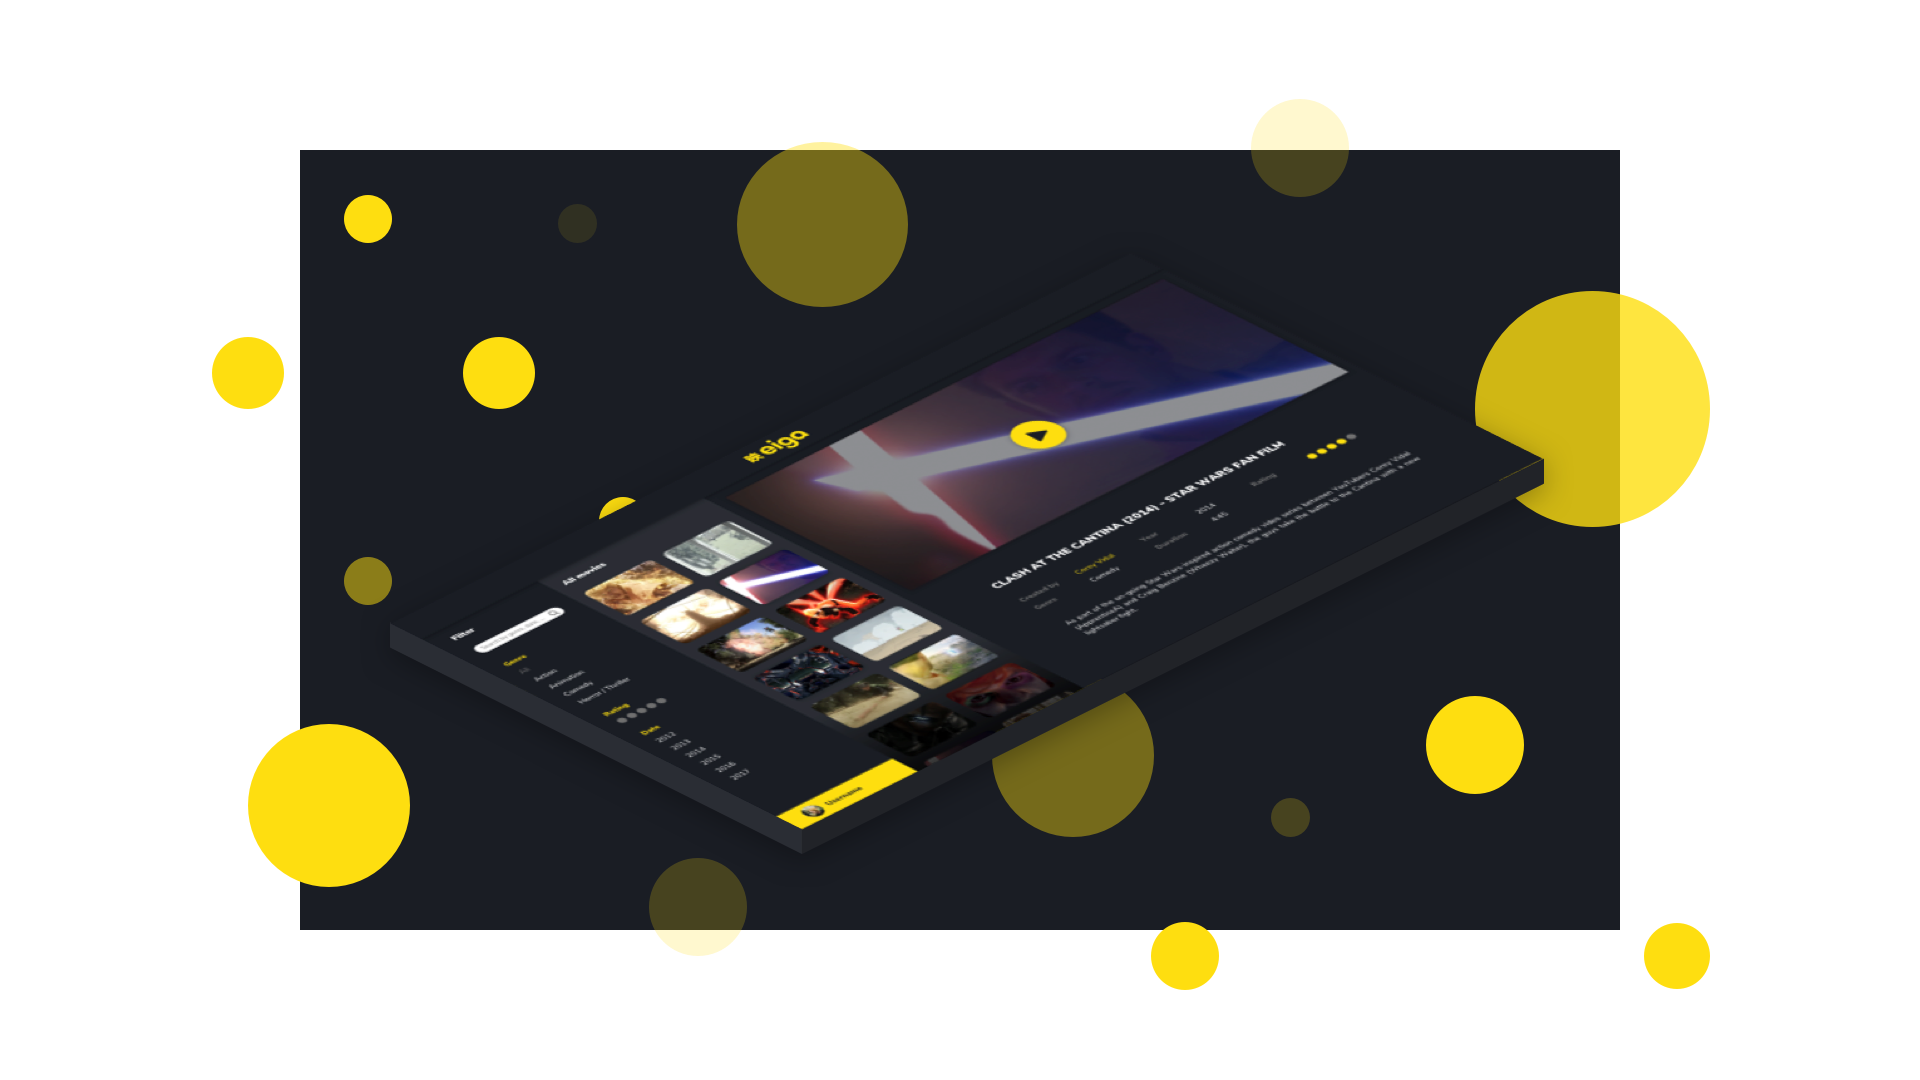 映 eiga
CLASH AT THE CANTINA (2014) - STAR WARS FAN FILM
Created by
Cory Vidal
Year
2014
Rating
Genre
Comedy
Duration
4:45
As part of the on-going Star Wars inspired action comedy video series between YouTubers Corey Vidal
(Apprentice) and Craig Benzine (Wheezy Waiter), the guys take the battle to the Cantina with a new
lightsaber fight.
All movies
Filter
Genre
All
Action
Animation
Comedy
Horror / Thriller
Rating
Date
2012
2013
2014
2015
2016
2017
Username